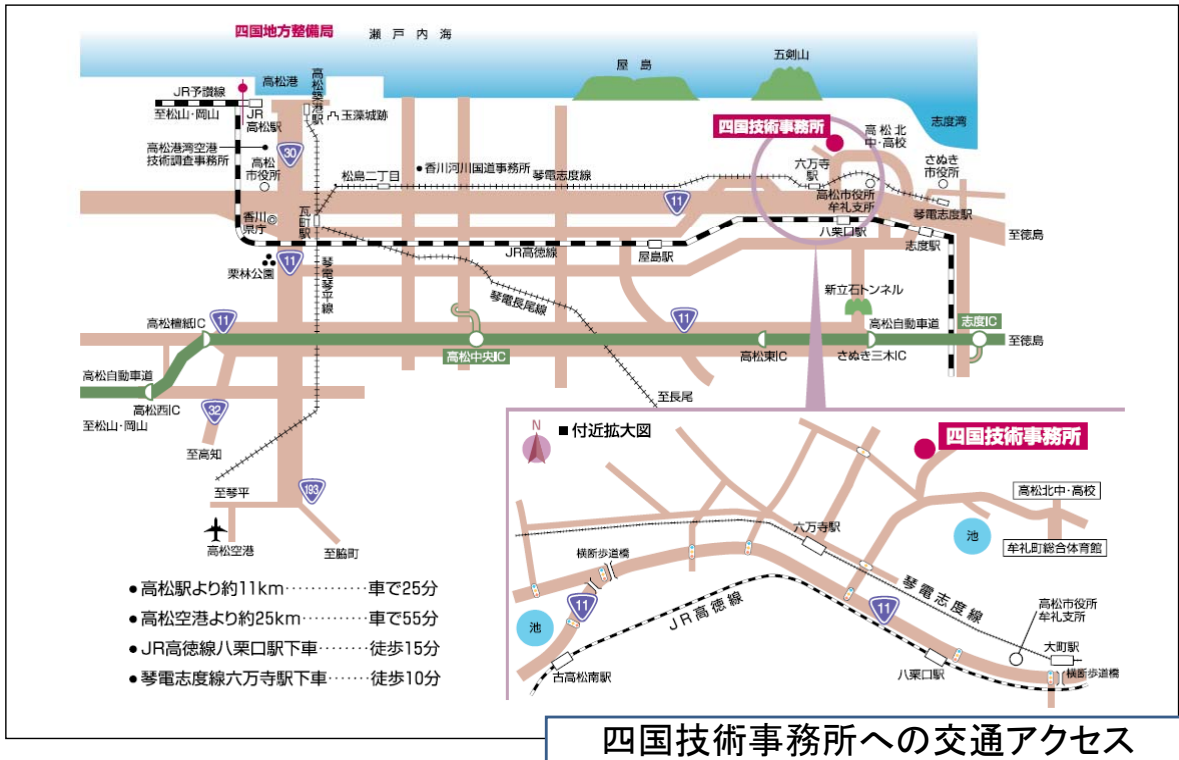 四国地方整備局
瀬戸内海
五剣山
屋島
高松港
高松築港駅
JR予讃線
至松山・岡山
JR
高松駅
玉藻城跡
四国技術事務所
高松北
中・高校
志度湾
高松港湾空港
技術調査事務所
30
高松
市役所
松島二丁目
香川河川国道事務所
琴電志度線
六万寺
駅
さぬき
市役所
11
高松市役所
牟礼支所
琴電志度駅
香川
県庁
瓦町駅
八栗口駅
志度駅
至徳島
JR高徳線
屋島駅
栗林公園
11
琴電琴平線
琴電長尾線
新立石トンネル
高松檀紙IC
11
11
高松自動車道
志度IC
高松中央IC
高松東IC
さぬき三木IC
至徳島
高松自動車道
高松西IC
至松山・岡山
32
至高知
至長尾
193
至琴平
高松空港
至脇町
N
■付近拡大図
四国技術事務所
高松北中・高校
六万寺駅
池
牟礼町総合体育館
横断歩道橋
11
池
JR高徳線
琴電志度線
11
高松市役所
牟礼支所
大町駅
古高松南駅
八栗口駅
横断歩道橋
●高松駅より約11km…………車で25分
●高松空港より約25km………車で55分
●JR高徳線八栗口駅下車………徒歩15分
●琴電志度線六万寺駅下車……徒歩10分
四国技術事務所への交通アクセス